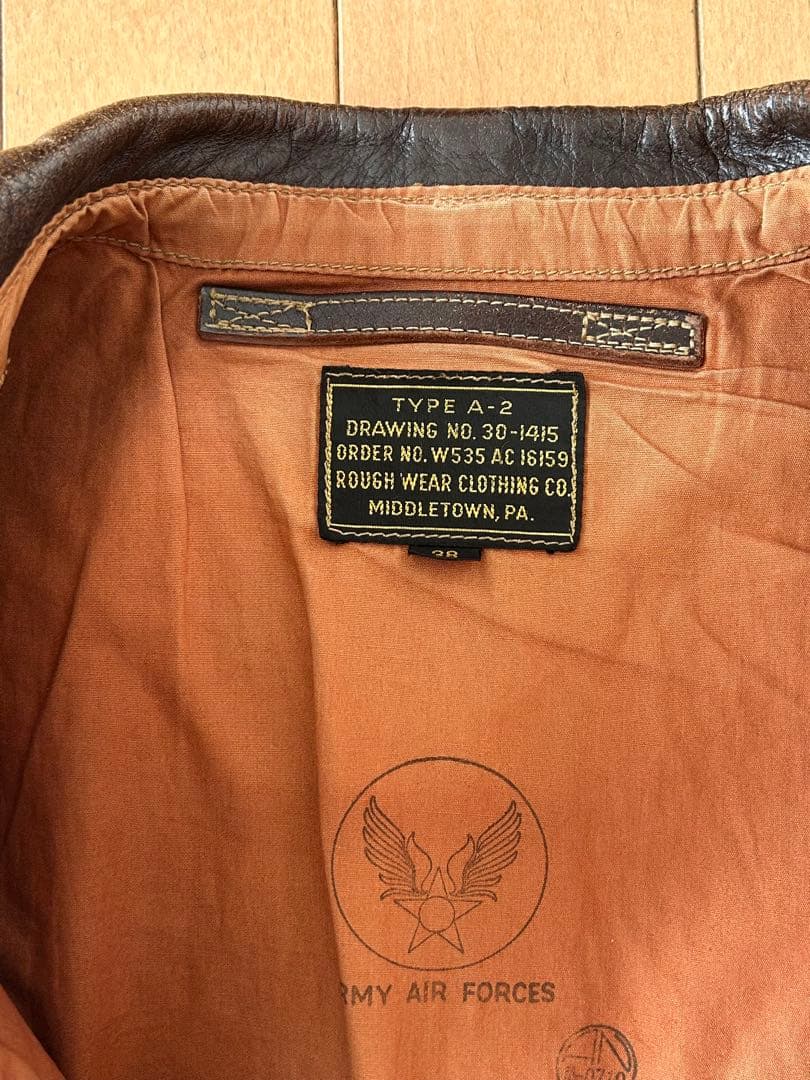 TYPE A-2
DRAWING NO. 30-1415
ORDER NO. W535 AC 16159
ROUGH WEAR CLOTHING CO.
MIDDLETOWN, PA.
38
RMY AIR FORCES
AN